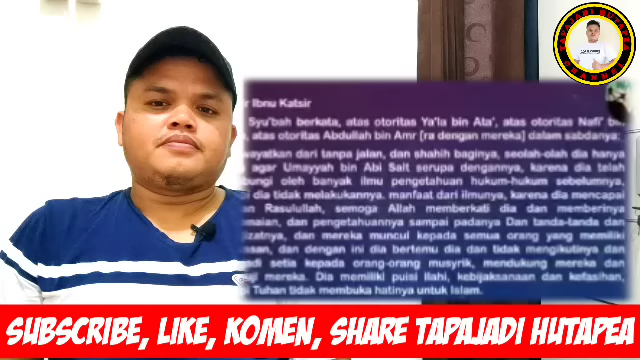 TAPAJADI HUTAPEA
r Ibnu Katsir
Syu'bah berkata, atas otoritas Ya'la bin Ata', atas otoritas Nafi' b
, atas otoritas Abdullah bin Amr [ra dengan mereka] dalam sabdanya:
wayatkan dari tanpa jalan, dan shahih baginya, seolah-olah dia hanya
agar Umayyah bin Abi Salt serupa dengannya, karena dia telah
bungi oleh banyak ilmu pengetahuan hukum-hukum sebelumnya,
pi dia tidak melakukannya. manfaat dari ilmunya, karena dia mencapai
an Rasulullah, semoga Allah memberkati dia dan memberinya
maian, dan pengetahuannya sampai padanya Dan tanda-tanda dan
izatnya, dan mereka muncul kepada semua orang yang memiliki
asan, dan dengan ini dia bertemu dia dan tidak mengikutinya dan
adi setia kepada orang-orang musyrik, mendukung mereka dan
ji mereka. Dia memiliki puisi Ilahi, kebijaksanaan dan kefasihan,
Tuhan tidak membuka hatinya untuk Islam.
SUBSCRIBE, LIKE, KOMEN, SHARE TAPAJADI HUTAPEA